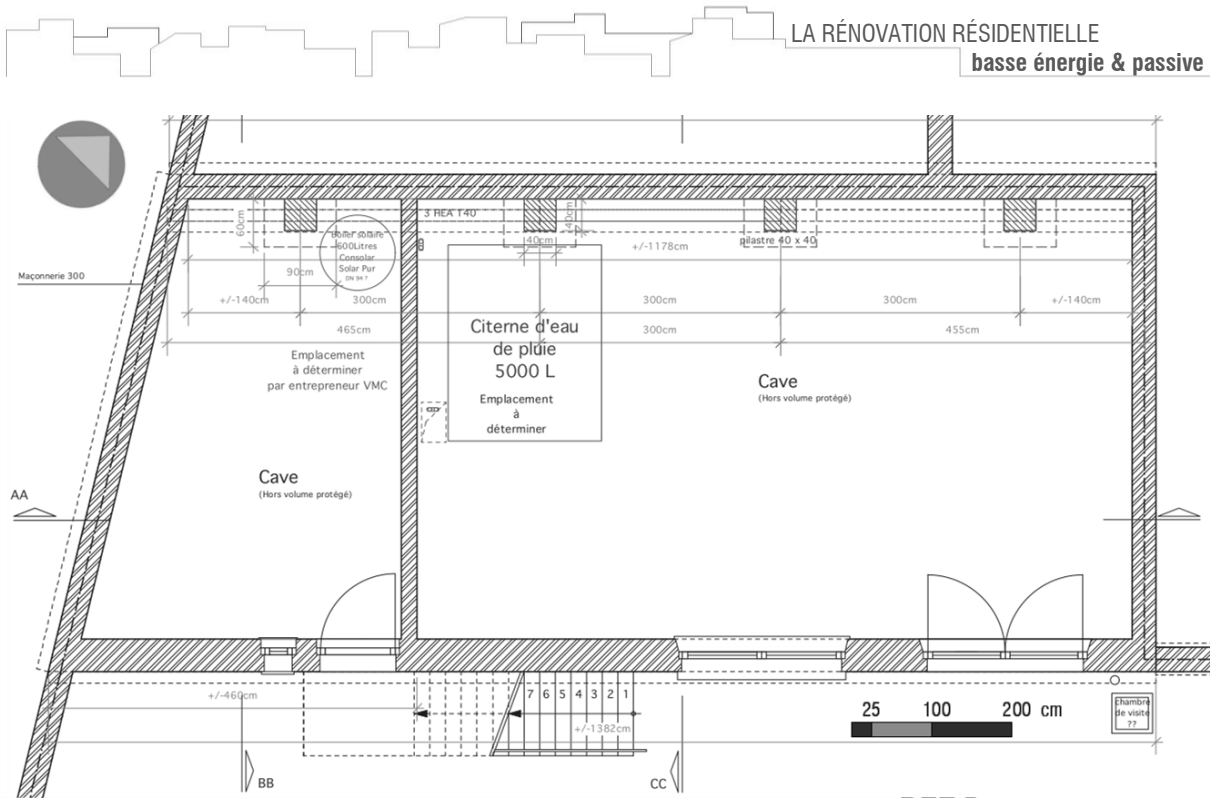 LA RÉNOVATION RÉSIDENTIELLE
basse énergie & passive
3 HEA 140
60cm
40cm
Boiler solaire
600Litres
Consolar
Solar Pur
40cm
+/-1178cm
pilastre 40 x 40
Maçonnerie 300
90cm
+/-140cm
300cm
300cm
300cm
+/-140cm
465cm
300cm
455cm
Citerne d'eau
de pluie
5000 L
Emplacement
à
déterminer
Emplacement
à déterminer
par entrepreneur VMC
Cave
(Hors volume protégé)
Cave
(Hors volume protégé)
AA
+/-460cm
7 6 5 4 3 2 1
+/-1382cm
25 100 200 cm
chambre
de visite
??
BB
CC